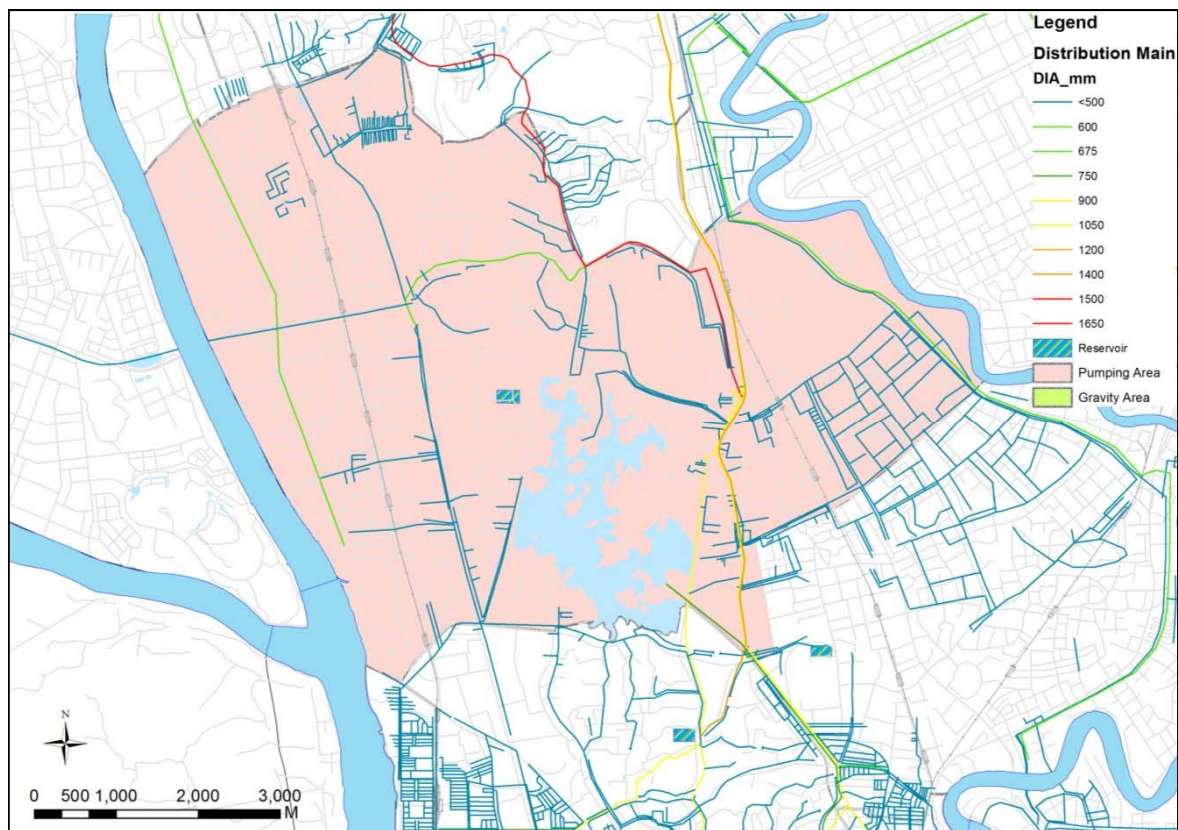 Legend
Distribution Main
DIA_mm
<500
600
675
750
900
1050
1200
1400
1500
1650
Reservoir
Pumping Area
Gravity Area
N
0 500 1,000 2,000 3,000
M